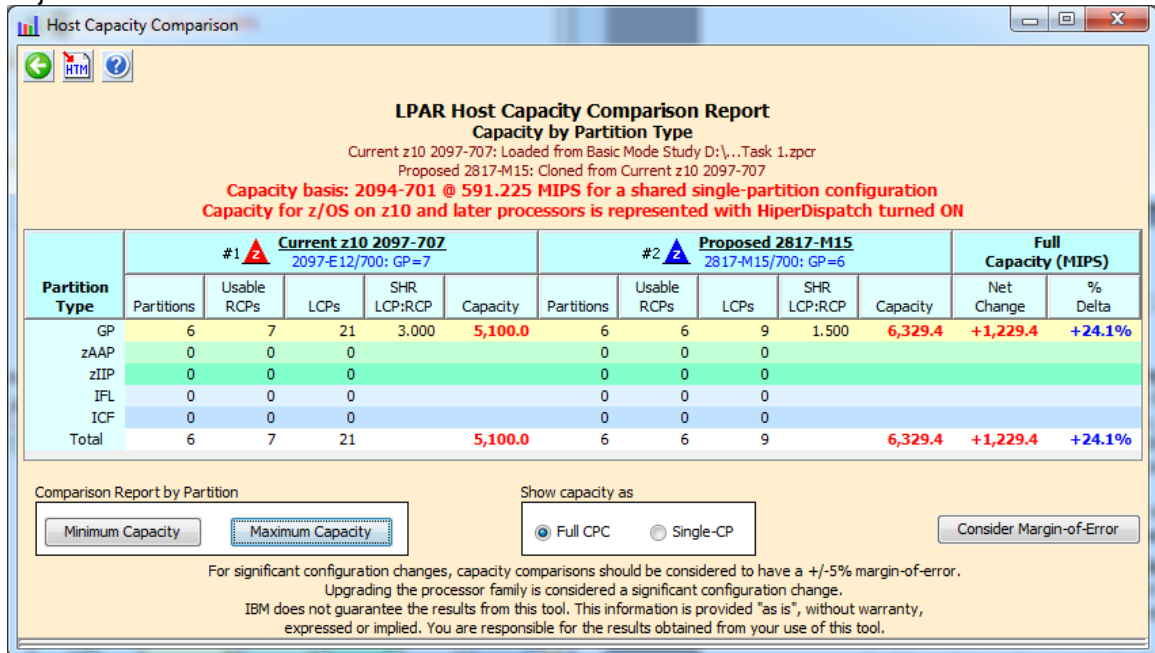 Host Capacity Comparison
HTM
LPAR Host Capacity Comparison Report
Capacity by Partition Type
Current z10 2097-707: Loaded from Basic Mode Study D:\...Task 1.zpcr
Proposed 2817-M15: Cloned from Current z10 2097-707
Capacity basis: 2094-701 @ 591.225 MIPS for a shared single-partition configuration
Capacity for z/OS on z10 and later processors is represented with HiperDispatch turned ON
#1 z Current z10 2097-707 #2 z Proposed 2817-M15 Full
2097-E12/700: GP=7 2817-M15/700: GP=6 Capacity (MIPS)
Partition Usable SHR Usable SHR Net %
Type Partitions RCPs LCPs LCP:RCP Capacity Partitions RCPs LCPs LCP:RCP Capacity Change Delta
GP 6 7 21 3.000 5,100.0 6 6 9 1.500 6,329.4 +1,229.4 +24.1%
zAAP 0 0 0 0 0 0
zIIP 0 0 0 0 0 0
IFL 0 0 0 0 0 0
ICF 0 0 0 0 0 0
Total 6 7 21 5,100.0 6 6 9 6,329.4 +1,229.4 +24.1%
Comparison Report by Partition Show capacity as
Minimum Capacity Maximum Capacity Full CPC Single-CP Consider Margin-of-Error
For significant configuration changes, capacity comparisons should be considered to have a +/-5% margin-of-error.
Upgrading the processor family is considered a significant configuration change.
IBM does not guarantee the results from this tool. This information is provided "as is", without warranty,
expressed or implied. You are responsible for the results obtained from your use of this tool.